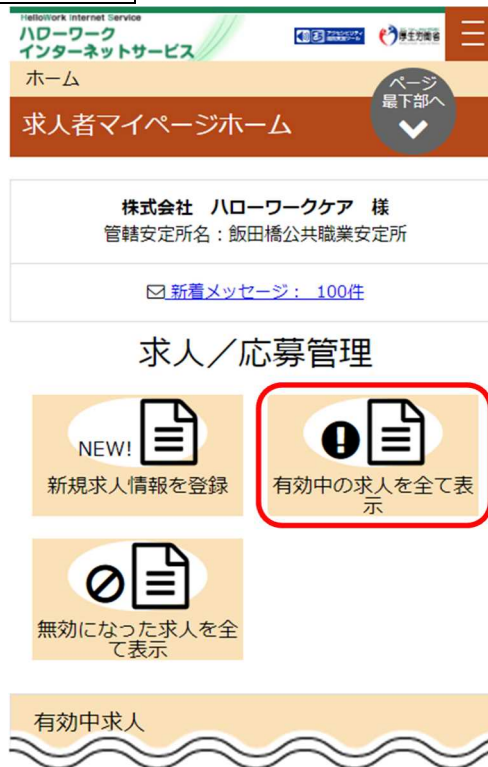 HelloWork Internet Service
ハローワーク
インターネットサービス
厚生労働省
ホーム
ページ
最下部へ
求人者マイページホーム
株式会社 ハローワークケア 様
管轄安定所名：飯田橋公共職業安定所
新着メッセージ： 100件
求人／応募管理
NEW!
新規求人情報を登録
有効中の求人を全て表
示
無効になった求人を全
て表示
有効中求人